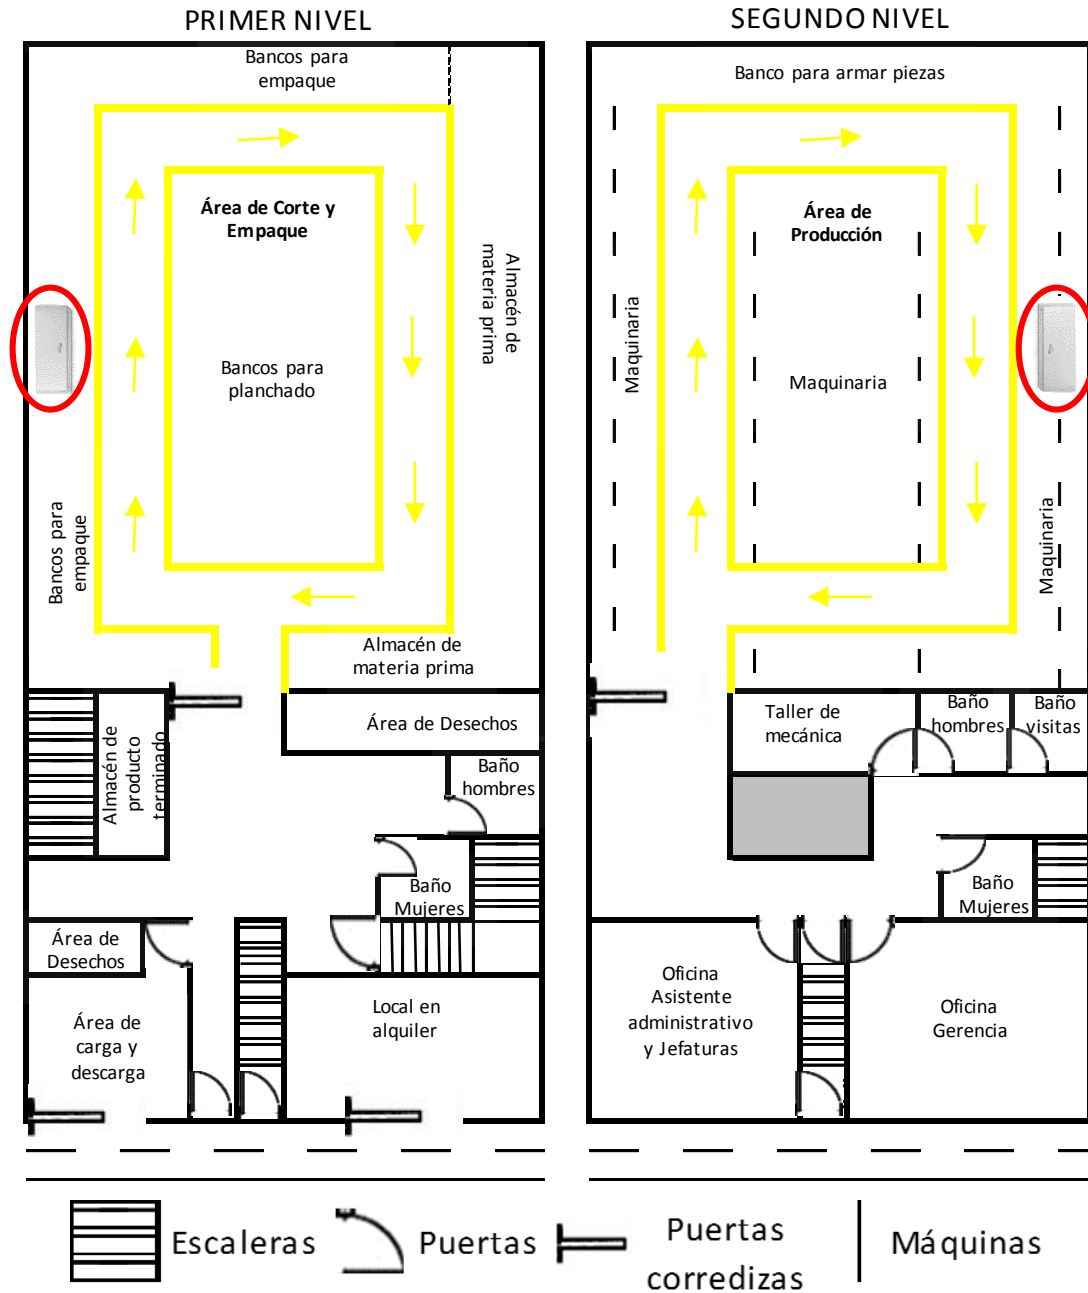 PRIMER NIVEL
Bancos para
empaque
Área de Corte y
Empaque
Almacén de
materia prima
Bancos para
planchado
Bancos para
empaque
Almacén de
materia prima
Almacén de
producto
terminado
Área de Desechos
Baño
hombres
Baño
Mujeres
Área de
Desechos
Área de
carga y
descarga
Local en
alquiler
SEGUNDO NIVEL
Banco para armar piezas
Área de
Producción
Maquinaria
Maquinaria
Maquinaria
Taller de
mecánica
Baño
hombres
Baño
visitas
Baño
Mujeres
Oficina
Asistente
administrativo
y Jefaturas
Oficina
Gerencia
Escaleras
Puertas
Puertas
corredizas
Máquinas